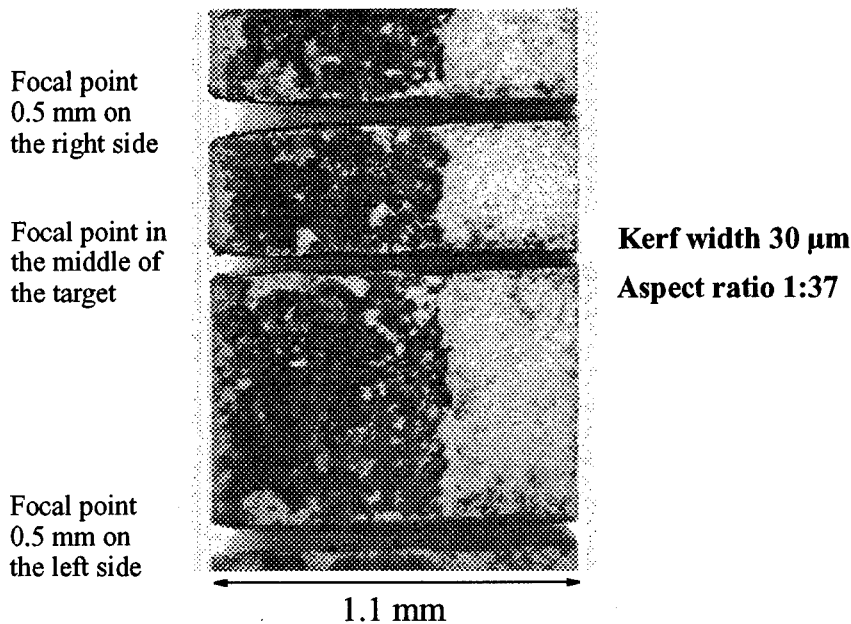 Focal point
0.5 mm on
the right side
Focal point in
the middle of
the target
Kerf width 30 µm
Aspect ratio 1:37
Focal point
0.5 mm on
the left side
1.1 mm